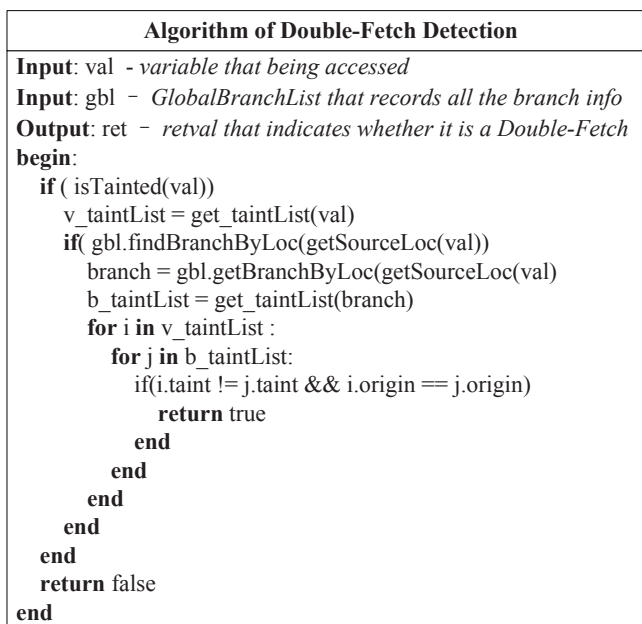 Algorithm of Double-Fetch Detection
Input: val - variable that being accessed
Input: gbl – GlobalBranchList that records all the branch info
Output: ret – retval that indicates whether it is a Double-Fetch
begin:
if ( isTainted(val))
v_taintList = get_taintList(val)
if( gbl.findBranchByLoc(getSourceLoc(val))
branch = gbl.getBranchByLoc(getSourceLoc(val)
b_taintList = get_taintList(branch)
for i in v_taintList :
for j in b_taintList:
if(i.taint != j.taint && i.origin == j.origin)
return true
end
end
end
end
end
return false
end